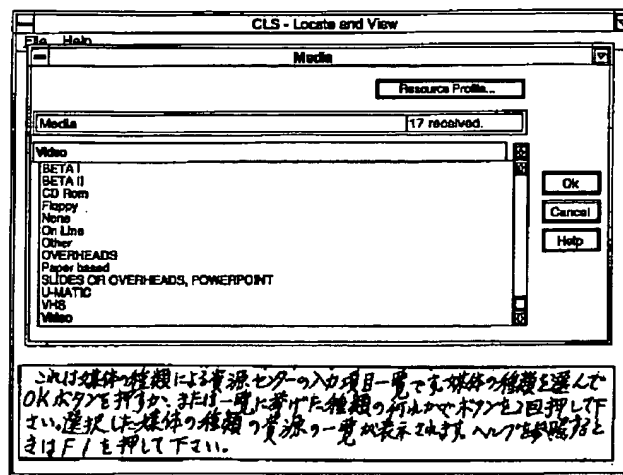 CLS - Locate and View
File Help
Media
Resource Profile...
Media 17 received.
Video
BETA I
BETA II
CD Rom
Floppy
None
On Line
Other
OVERHEADS
Paper based
SLIDES OR OVERHEADS, POWERPOINT
U-MATIC
VHS
Video
Ok
Cancel
Help
これは媒体の種類による資源センターの入力項目一覧です。媒体の種類を選んで
OKボタンを押すか、または一覧に挙げた種類の何れかでボタンを2回押して下
さい。選択した媒体の種類の資源の一覧が表示されます。ヘルプを参照すると
きはF1を押して下さい。